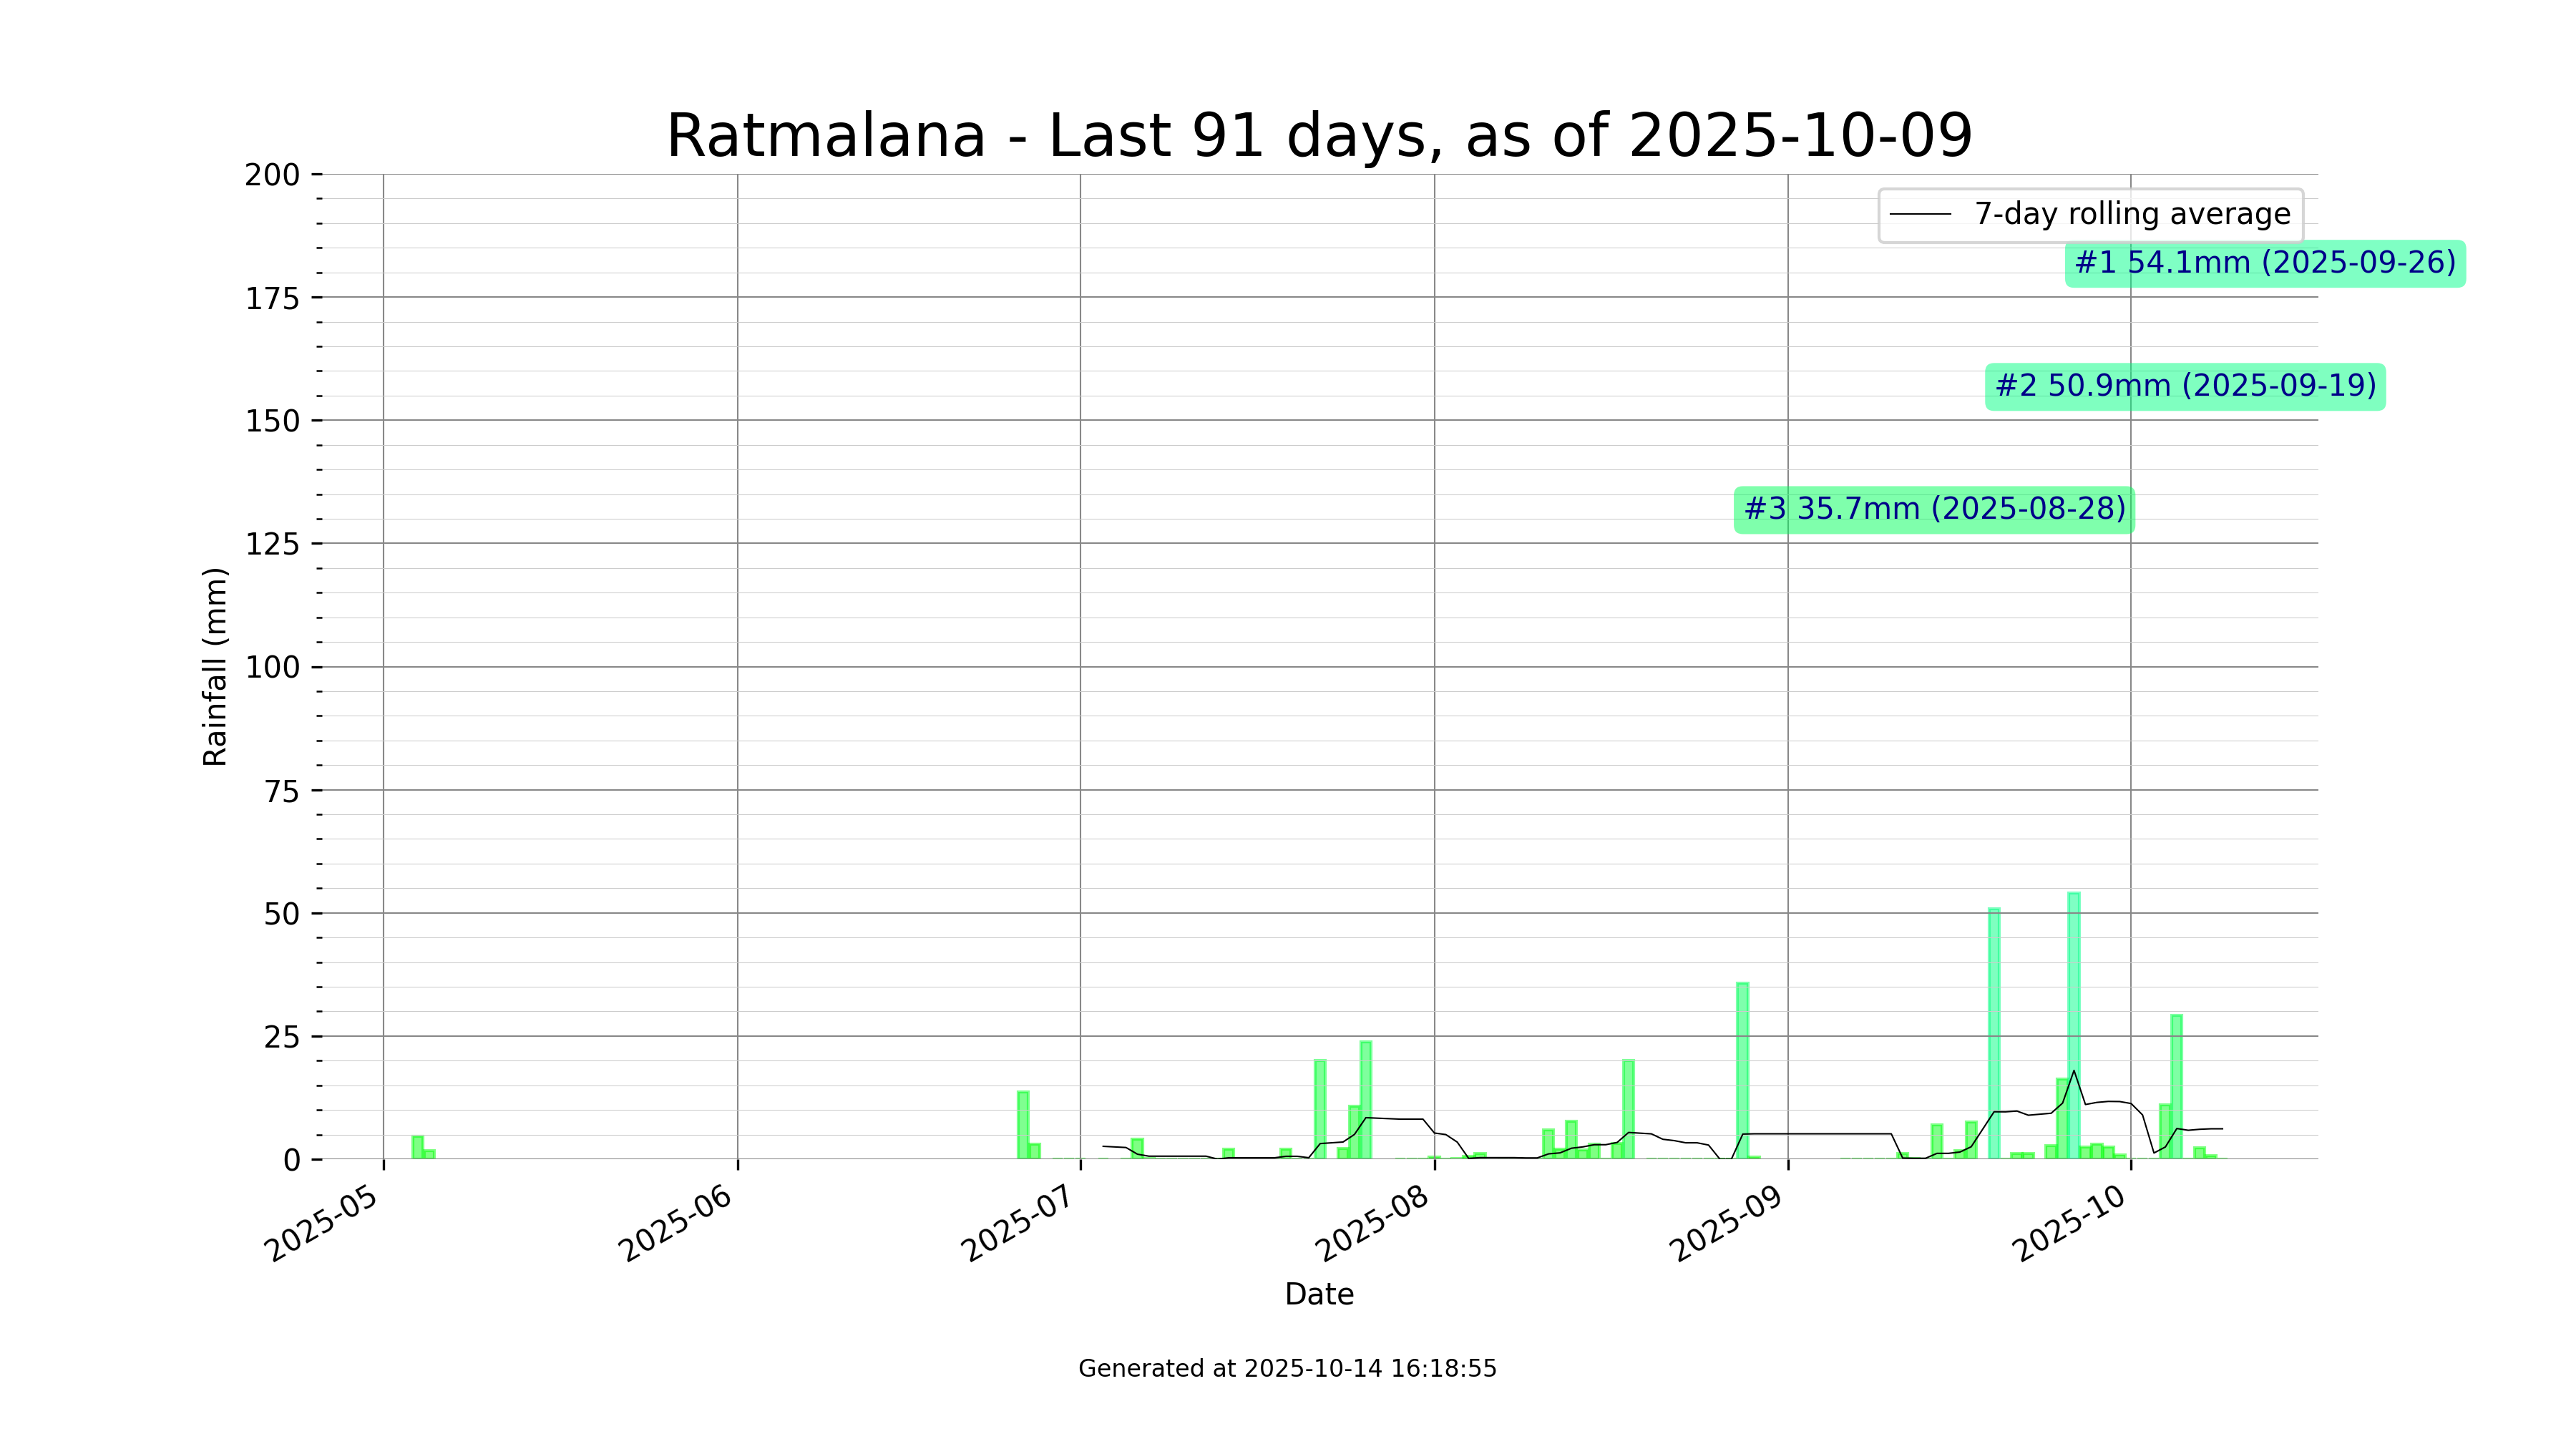 Ratmalana - Last 91 days, as of 2025-10-09
200
175
150
125
100
75
50
25
0
Rainfall (mm)
7-day rolling average
#1 54.1mm (2025-09-26)
#2 50.9mm (2025-09-19)
#3 35.7mm (2025-08-28)
2025-05
2025-06
2025-07
2025-08
2025-09
2025-10
Date
Generated at 2025-10-14 16:18:55